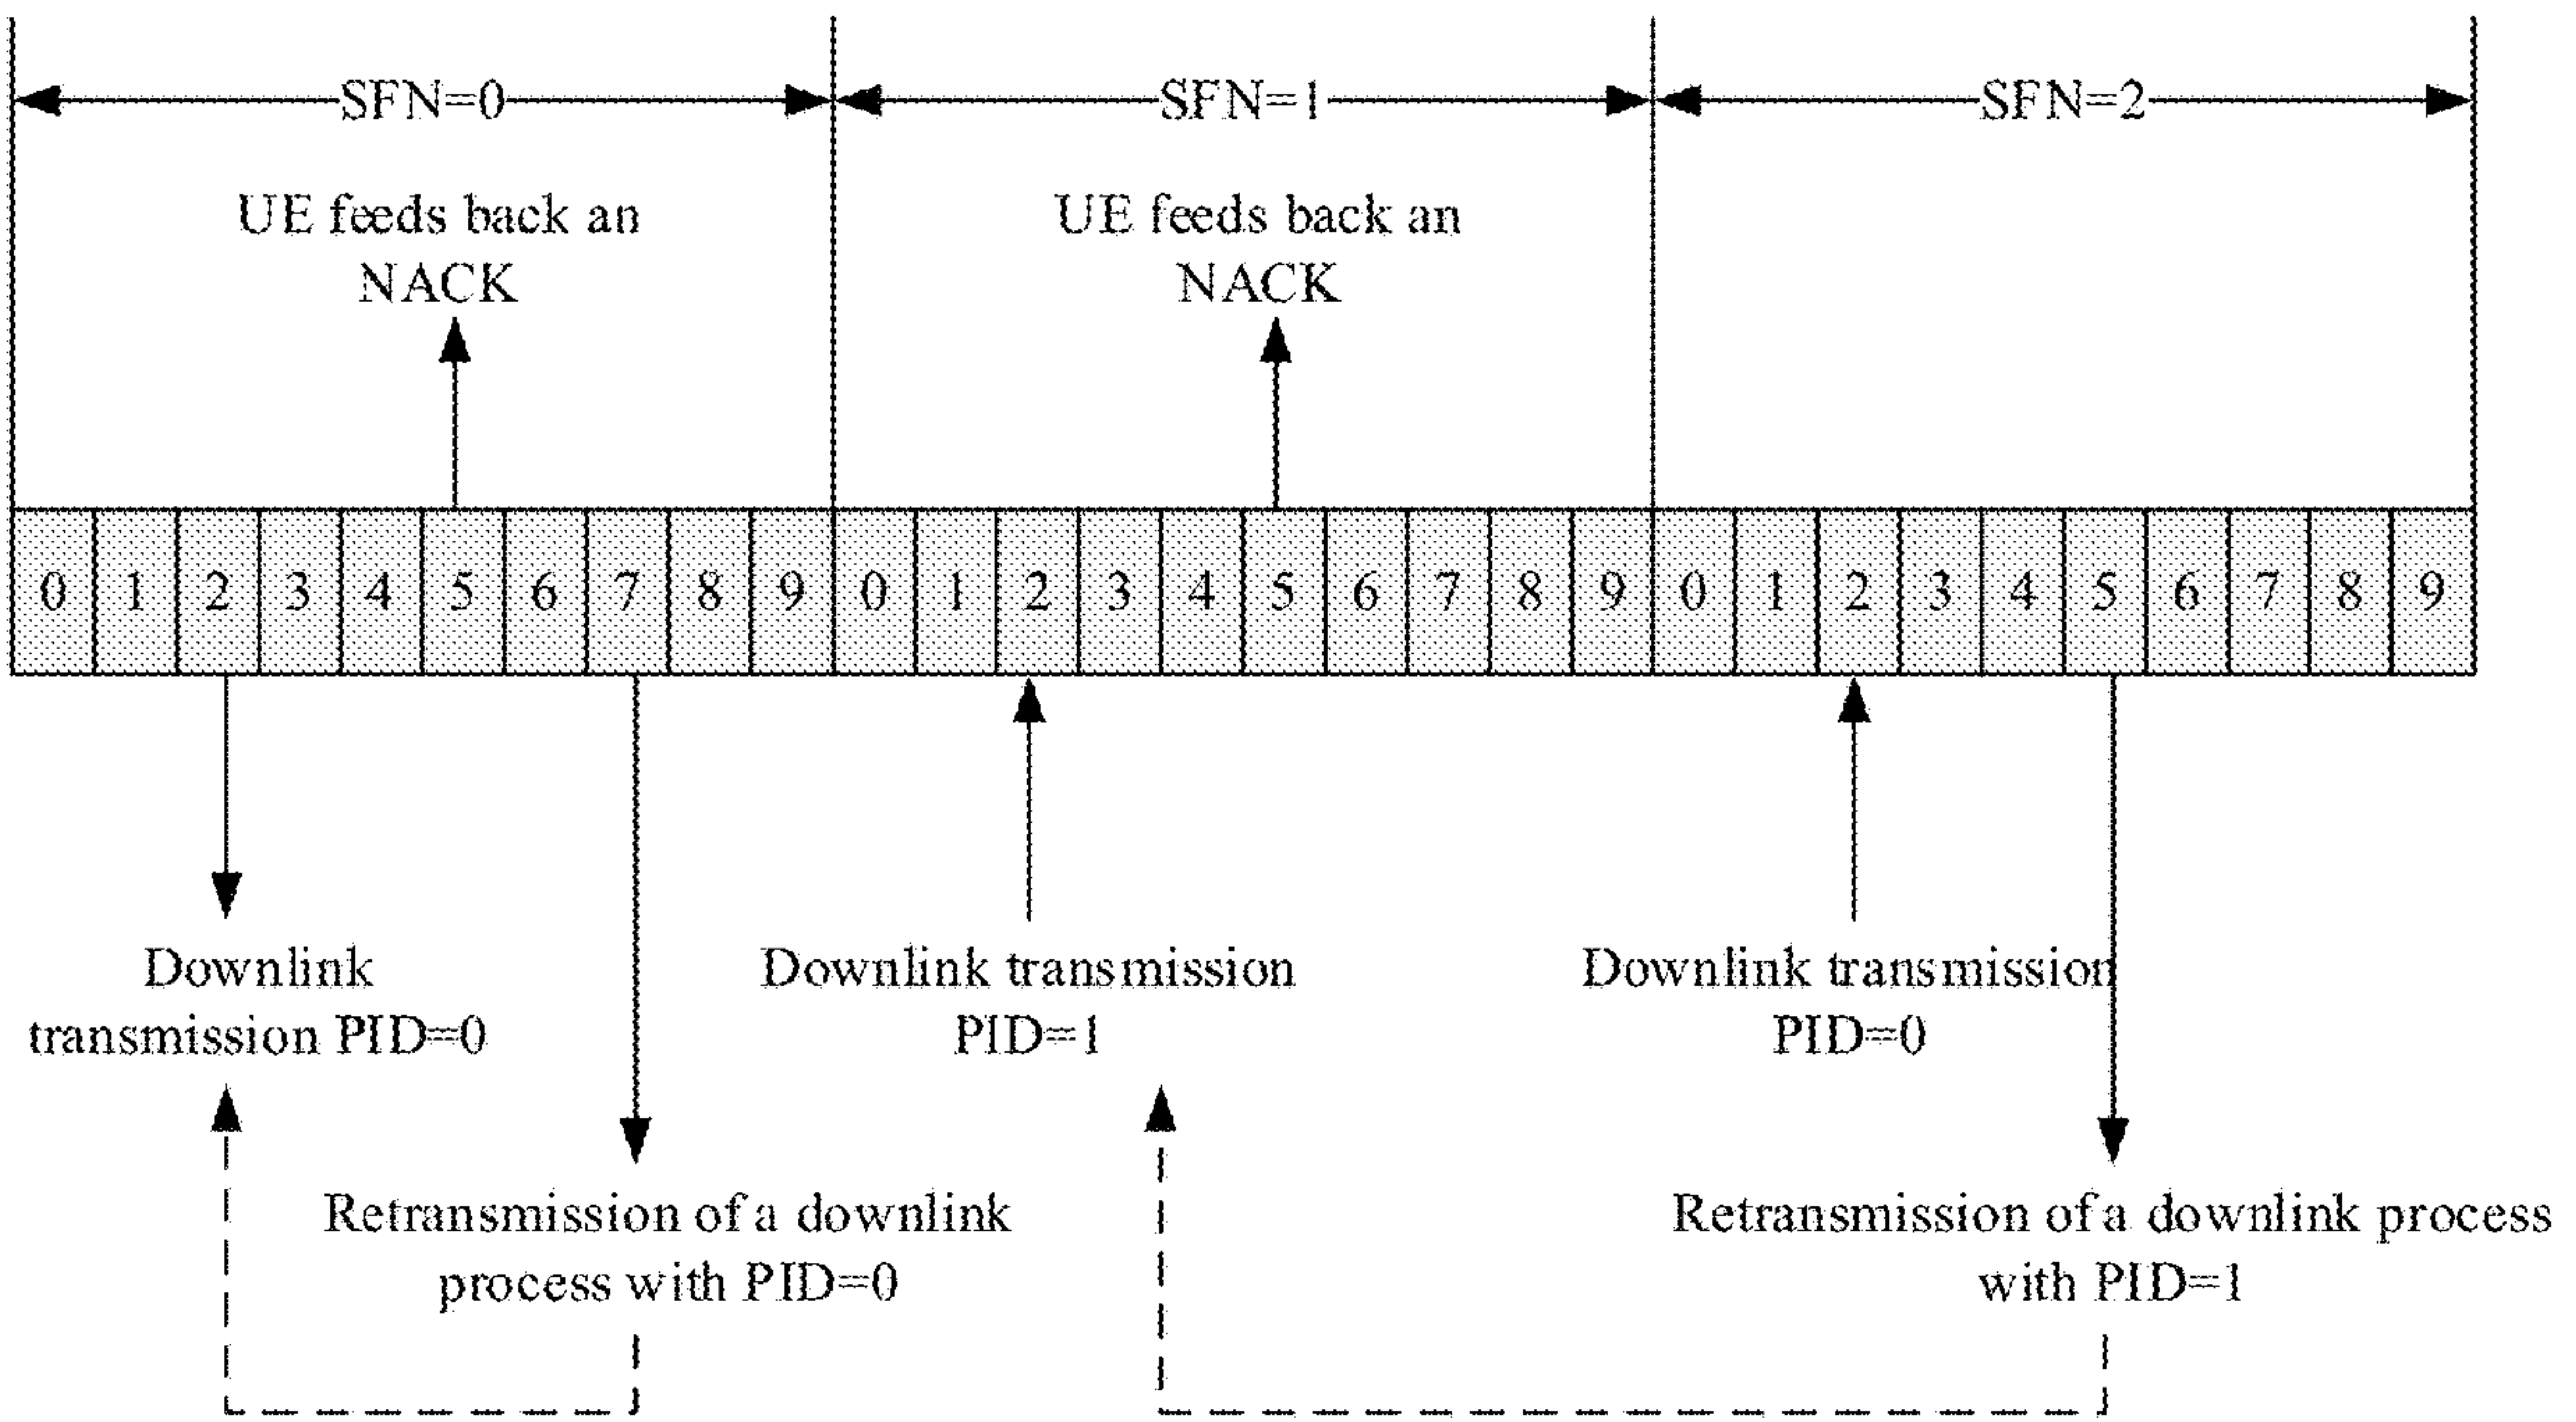 SFN=0 SFN=1 SFN=2
UE feeds back an
NACK
UE feeds back an
NACK
0 1 2 3 4 5 6 7 8 9 0 1 2 3 4 5 6 7 8 9 0 1 2 3 4 5 6 7 8 9
Downlink
transmission PID=0
Downlink transmission
PID=1
Downlink transmission
PID=0
Retransmission of a downlink
process with PID=0
Retransmission of a downlink process
with PID=1